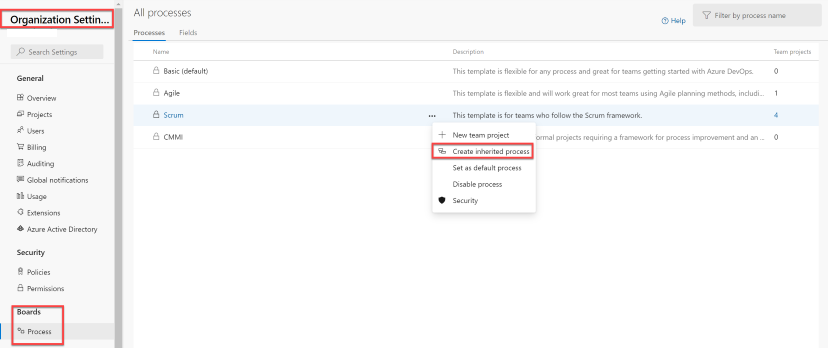 Organization Settin...
Search Settings
General
Overview
Projects
Users
Billing
Auditing
Global notifications
Usage
Extensions
Azure Active Directory
Security
Policies
Permissions
Boards
Process
All processes
Help
Filter by process name
Processes Fields
Name Description Team projects
Basic (default) This template is flexible for any process and great for teams getting started with Azure DevOps. 0
Agile This template is flexible and will work great for most teams using Agile planning methods, includi... 1
Scrum ... This template is for teams who follow the Scrum framework. 4
CMMI ormal projects requiring a framework for process improvement and an ... 0
New team project
Create inherited process
Set as default process
Disable process
Security